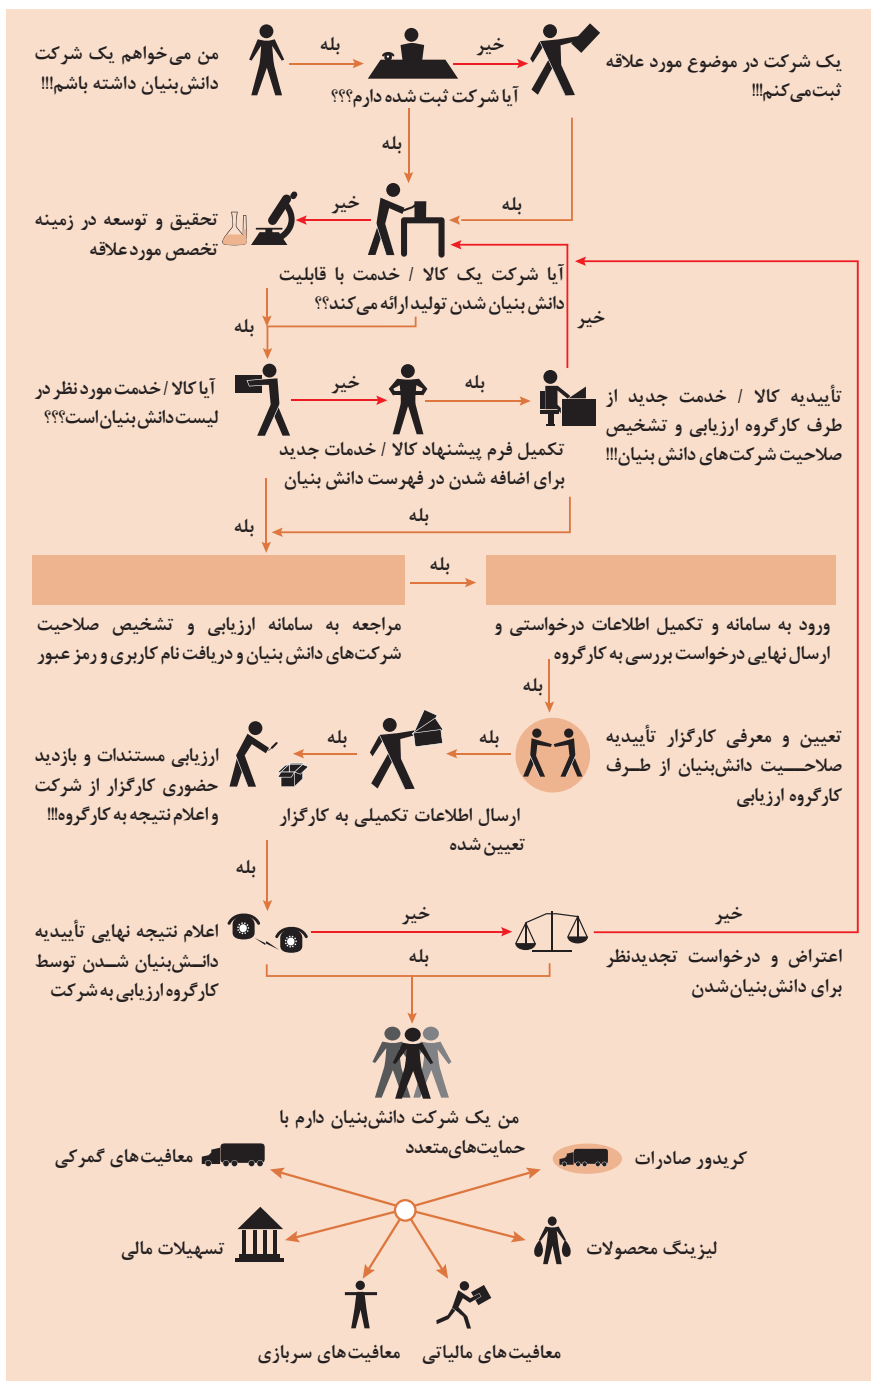 من می‌خواهم یک شرکت
دانش‌بنیان داشته باشم!!!
بله
آیا شرکت ثبت شده دارم؟؟؟
خیر
یک شرکت در موضوع مورد علاقه
ثبت‌می‌کنم!!!
بله
بله
خیر
تحقیق و توسعه در زمینه
تخصص مورد علاقه
آیا شرکت یک کالا / خدمت با قابلیت
دانش‌بنیان شدن تولید ارائه می‌کند؟؟
خیر
بله
آیا کالا / خدمت مورد نظر در
لیست دانش‌بنیان است؟؟؟
خیر
بله
تکمیل فرم پیشنهاد کالا / خدمات جدید
برای اضافه شدن در فهرست دانش بنیان
تأییدیه کالا / خدمت جدید از
طرف کارگروه ارزیابی و تشخیص
صلاحیت شرکت‌های دانش بنیان!!!
بله
بله
بله
مراجعه به سامانه ارزیابی و تشخیص صلاحیت
شرکت‌های دانش بنیان و دریافت نام کاربری و رمز عبور
ورود به سامانه و تکمیل اطلاعات درخواستی و
ارسال نهایی درخواست بررسی به کارگروه
بله
تعیین و معرفی کارگزار تأییدیه
صلاحیت دانش‌بنیان از طرف
کارگروه ارزیابی
بله
ارسال اطلاعات تکمیلی به کارگزار
تعیین شده
بله
ارزیابی مستندات و بازدید
حضوری کارگزار از شرکت
و اعلام نتیجه به کارگروه!!!
بله
اعلام نتیجه نهایی تأییدیه
دانش‌بنیان شدن توسط
کارگروه ارزیابی به شرکت
خیر
بله
خیر
اعتراض و درخواست تجدیدنظر
برای دانش‌بنیان‌شدن
من یک شرکت دانش‌بنیان دارم با
حمایت‌های‌متعدد
معافیت‌های گمرکی
کریدور صادرات
تسهیلات مالی
لیزینگ محصولات
معافیت‌های سربازی
معافیت‌های مالیاتی